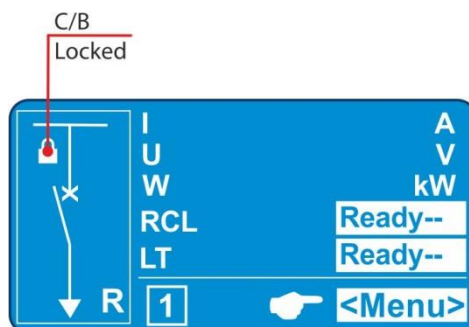 C/B
Locked
I A
U V
W kW
RCL Ready--
LT Ready--
R 1 <Menu>